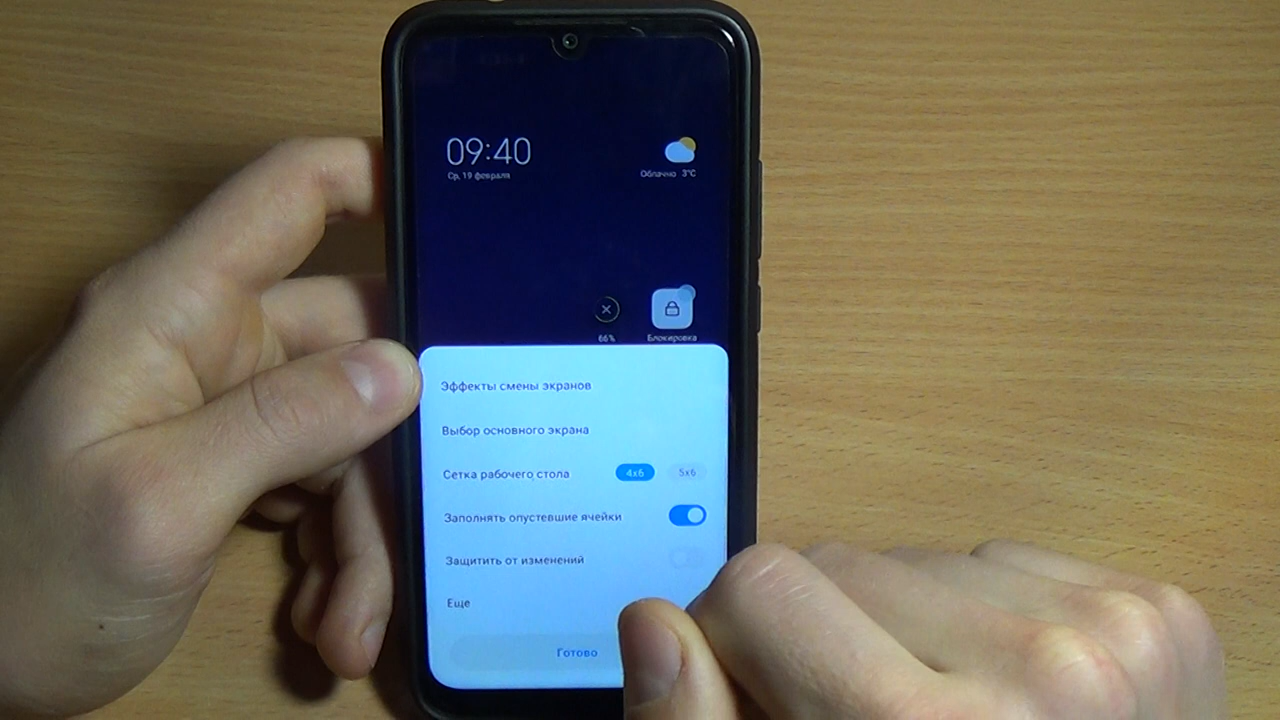 09:40
Ср, 19 февраля
Облачно 3°C
66%
Блокировка
Эффекты смены экранов
Выбор основного экрана
Сетка рабочего стола 4x6 5x6
Заполнять опустевшие ячейки
Защитить от изменений
Еще
Готово